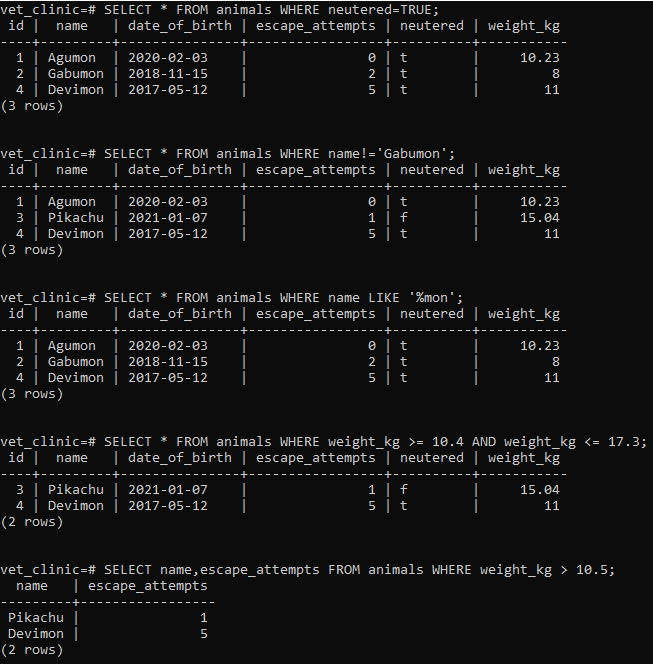 vet_clinic=# SELECT * FROM animals WHERE neutered=TRUE;
 id |  name   | date_of_birth | escape_attempts | neutered | weight_kg
----+---------+---------------+-----------------+----------+-----------
  1 | Agumon  | 2020-02-03    |               0 | t        |     10.23
  2 | Gabumon | 2018-11-15    |               2 | t        |         8
  4 | Devimon | 2017-05-12    |               5 | t        |        11
(3 rows)

vet_clinic=# SELECT * FROM animals WHERE name!='Gabumon';
 id |  name   | date_of_birth | escape_attempts | neutered | weight_kg
----+---------+---------------+-----------------+----------+-----------
  1 | Agumon  | 2020-02-03    |               0 | t        |     10.23
  3 | Pikachu | 2021-01-07    |               1 | f        |     15.04
  4 | Devimon | 2017-05-12    |               5 | t        |        11
(3 rows)

vet_clinic=# SELECT * FROM animals WHERE name LIKE '%mon';
 id |  name   | date_of_birth | escape_attempts | neutered | weight_kg
----+---------+---------------+-----------------+----------+-----------
  1 | Agumon  | 2020-02-03    |               0 | t        |     10.23
  2 | Gabumon | 2018-11-15    |               2 | t        |         8
  4 | Devimon | 2017-05-12    |               5 | t        |        11
(3 rows)

vet_clinic=# SELECT * FROM animals WHERE weight_kg >= 10.4 AND weight_kg <= 17.3;
 id |  name   | date_of_birth | escape_attempts | neutered | weight_kg
----+---------+---------------+-----------------+----------+-----------
  3 | Pikachu | 2021-01-07    |               1 | f        |     15.04
  4 | Devimon | 2017-05-12    |               5 | t        |        11
(2 rows)

vet_clinic=# SELECT name,escape_attempts FROM animals WHERE weight_kg > 10.5;
  name   | escape_attempts
---------+-----------------
 Pikachu |               1
 Devimon |               5
(2 rows)